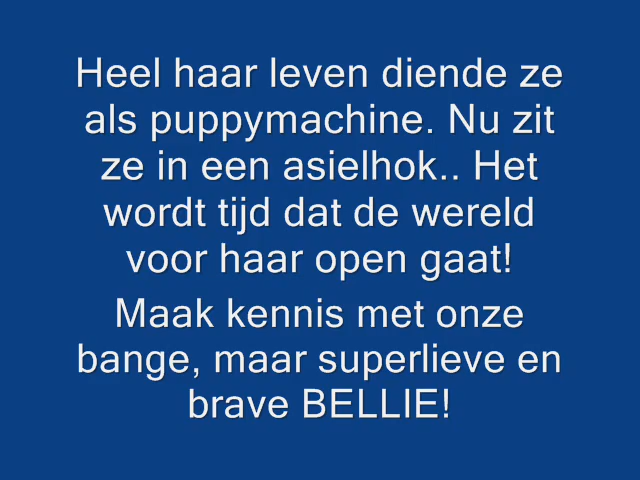 Heel haar leven diende ze
als puppymachine. Nu zit
ze in een asielhok.. Het
wordt tijd dat de wereld
voor haar open gaat!
Maak kennis met onze
bange, maar superlieve en
brave BELLIE!